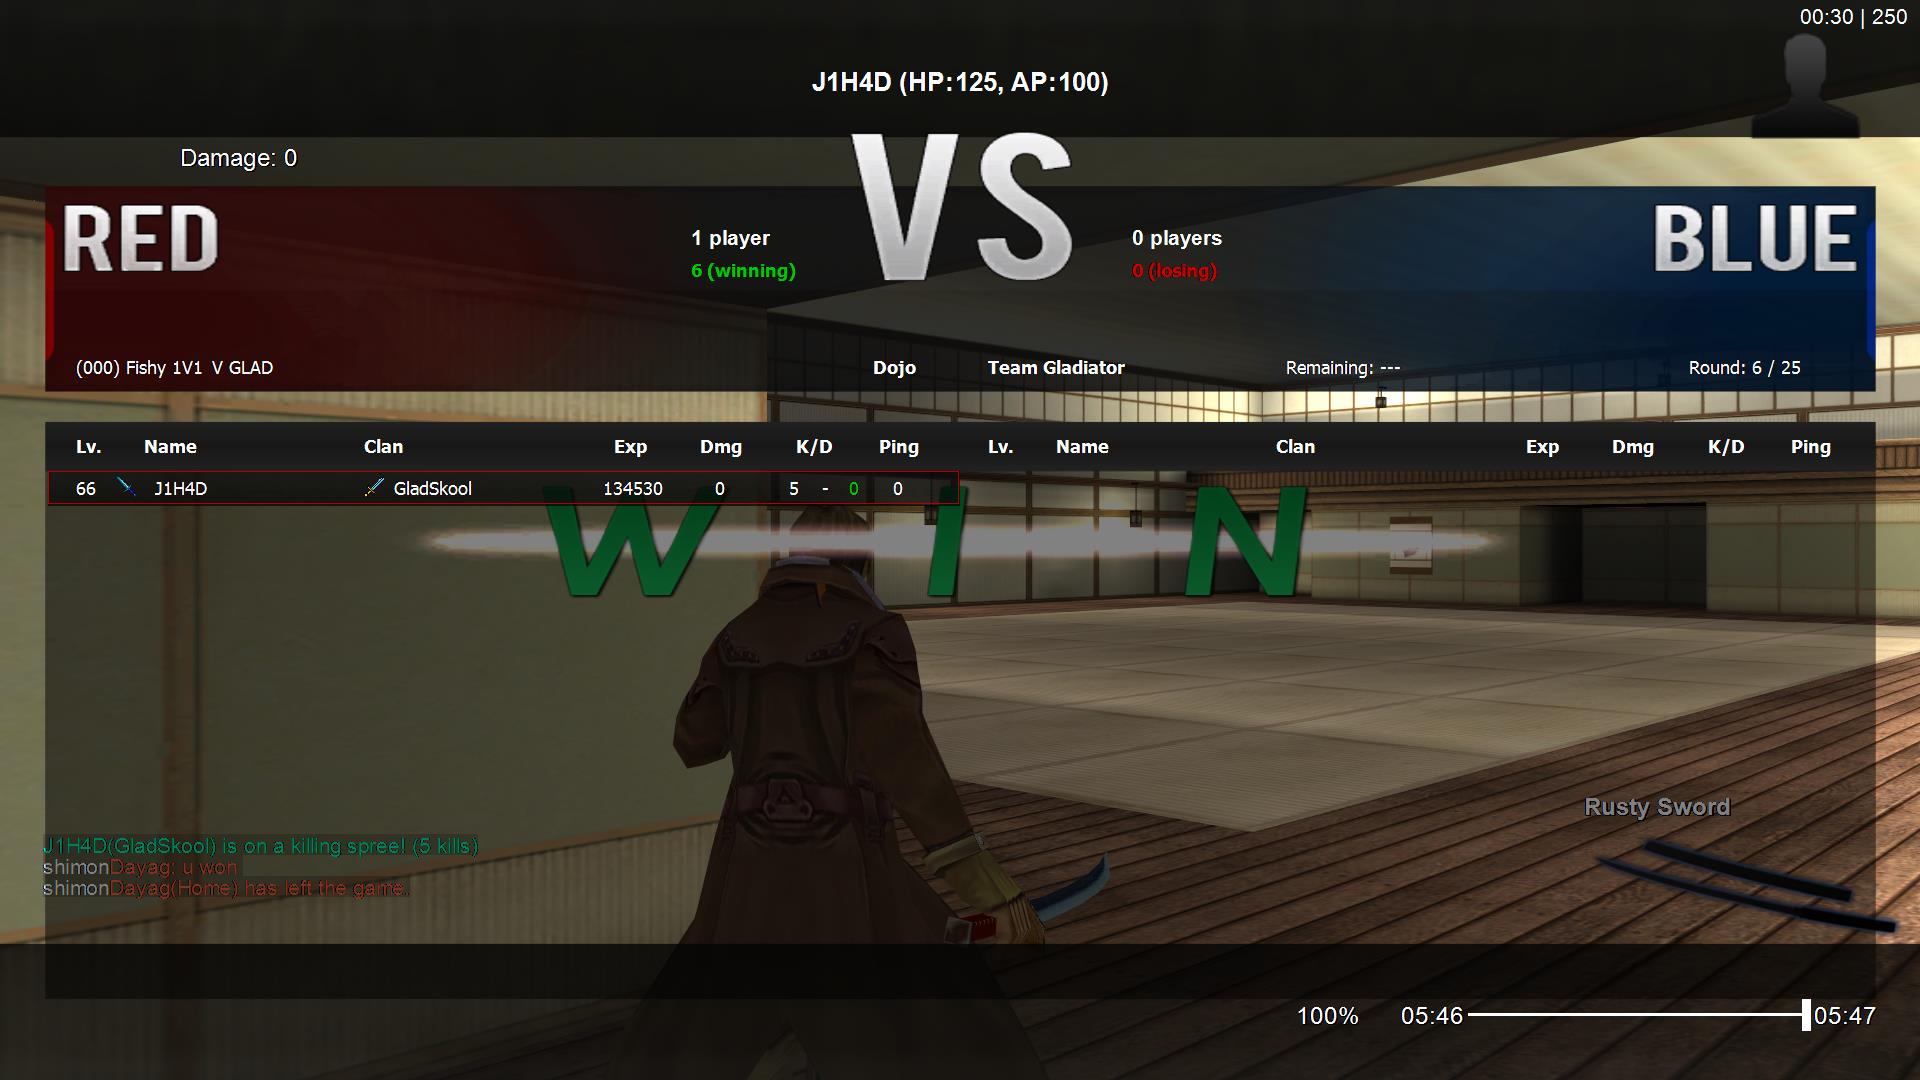 00:30 | 250
J1H4D (HP:125, AP:100)
Damage: 0
VS
RED
BLUE
1 player
0 players
6 (winning)
0 (losing)
(000) Fishy 1V1 V GLAD
Dojo
Team Gladiator
Remaining: ---
Round: 6 / 25
Lv. Name Clan Exp Dmg K/D Ping
Lv. Name Clan Exp Dmg K/D Ping
66 J1H4D GladSkool 134530 0 5 - 0 0
WIN
Rusty Sword
J1H4D(GladSkool) is on a killing spree! (5 kills)
shimonDayag: u won
shimonDayag(Home) has left the game.
100% 05:46 05:47